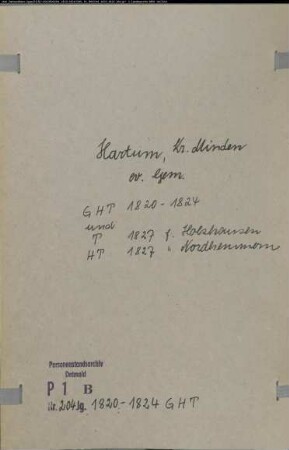 Hartum, Kr. Minden
ev. Gem.
GHT 1820-1824
und
T 1827 f. Holzhausen
HT 1827 " Nordhemmern
Personenstandsarchiv
Detmold
P 1 B
Nr. 204 1820-1824 GHT